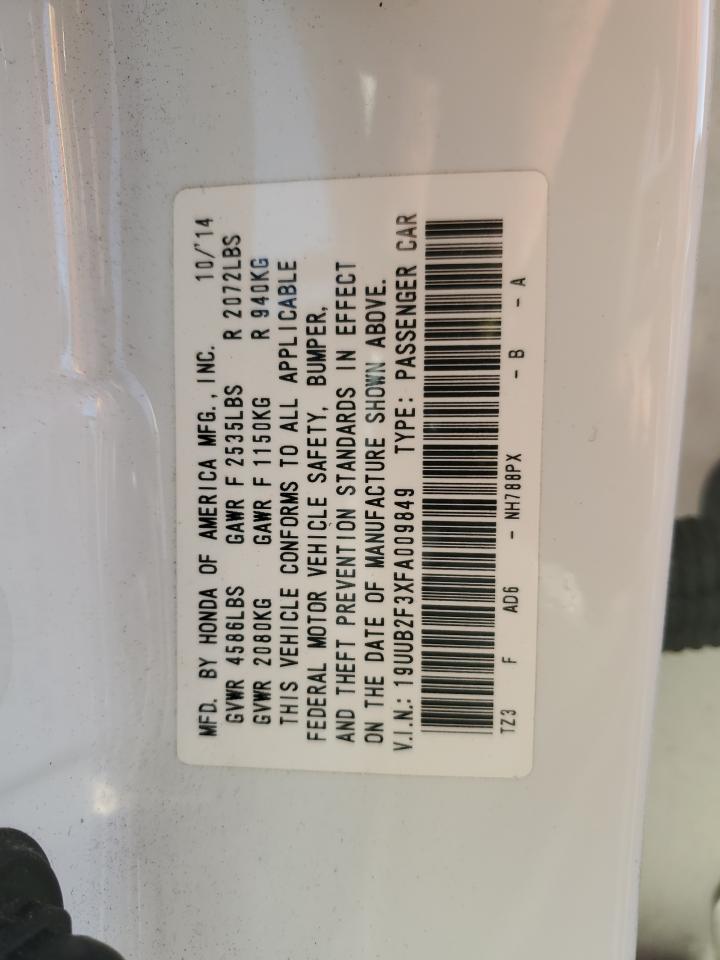 MFD. BY HONDA OF AMERICA MFG., INC. 10/'14
GVWR 4586LBS GAWR F 2535LBS R 2072LBS
GVWR 2080KG GAWR F 1150KG R 940KG
THIS VEHICLE CONFORMS TO ALL APPLICABLE
FEDERAL MOTOR VEHICLE SAFETY, BUMPER,
AND THEFT PREVENTION STANDARDS IN EFFECT
ON THE DATE OF MANUFACTURE SHOWN ABOVE.
V.I.N.: 19UUB2F3XFA009849 TYPE: PASSENGER CAR
TZ3 F AD6 - NH788PX - B - A